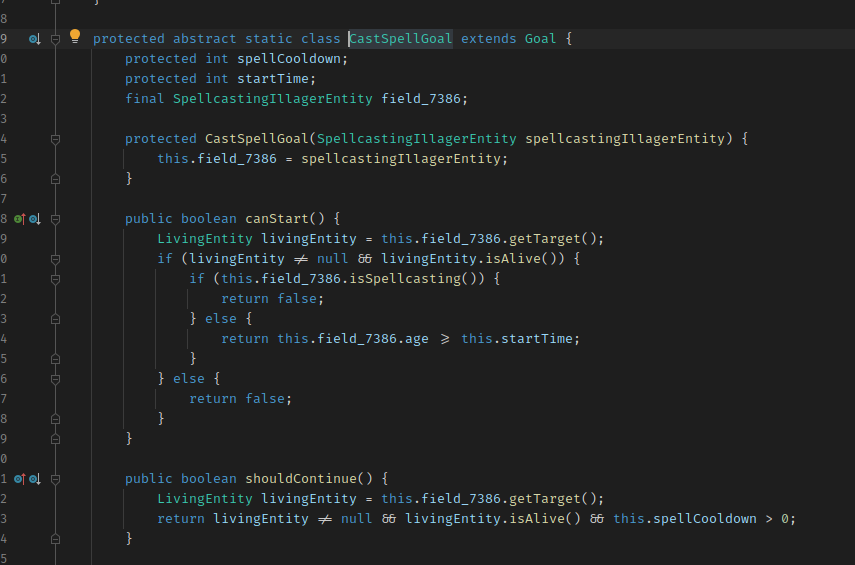 8 }
9 protected abstract static class CastSpellGoal extends Goal {
0 protected int spellCooldown;
1 protected int startTime;
2 final SpellcastingIllagerEntity field_7386;
3
4 protected CastSpellGoal(SpellcastingIllagerEntity spellcastingIllagerEntity) {
5 this.field_7386 = spellcastingIllagerEntity;
6 }
7
8 public boolean canStart() {
9 LivingEntity livingEntity = this.field_7386.getTarget();
0 if (livingEntity ≠ null && livingEntity.isAlive()) {
1 if (this.field_7386.isSpellcasting()) {
2 return false;
3 } else {
4 return this.field_7386.age ⩾ this.startTime;
5 }
6 } else {
7 return false;
8 }
9 }
0
1 public boolean shouldContinue() {
2 LivingEntity livingEntity = this.field_7386.getTarget();
3 return livingEntity ≠ null && livingEntity.isAlive() && this.spellCooldown > 0;
4 }
5